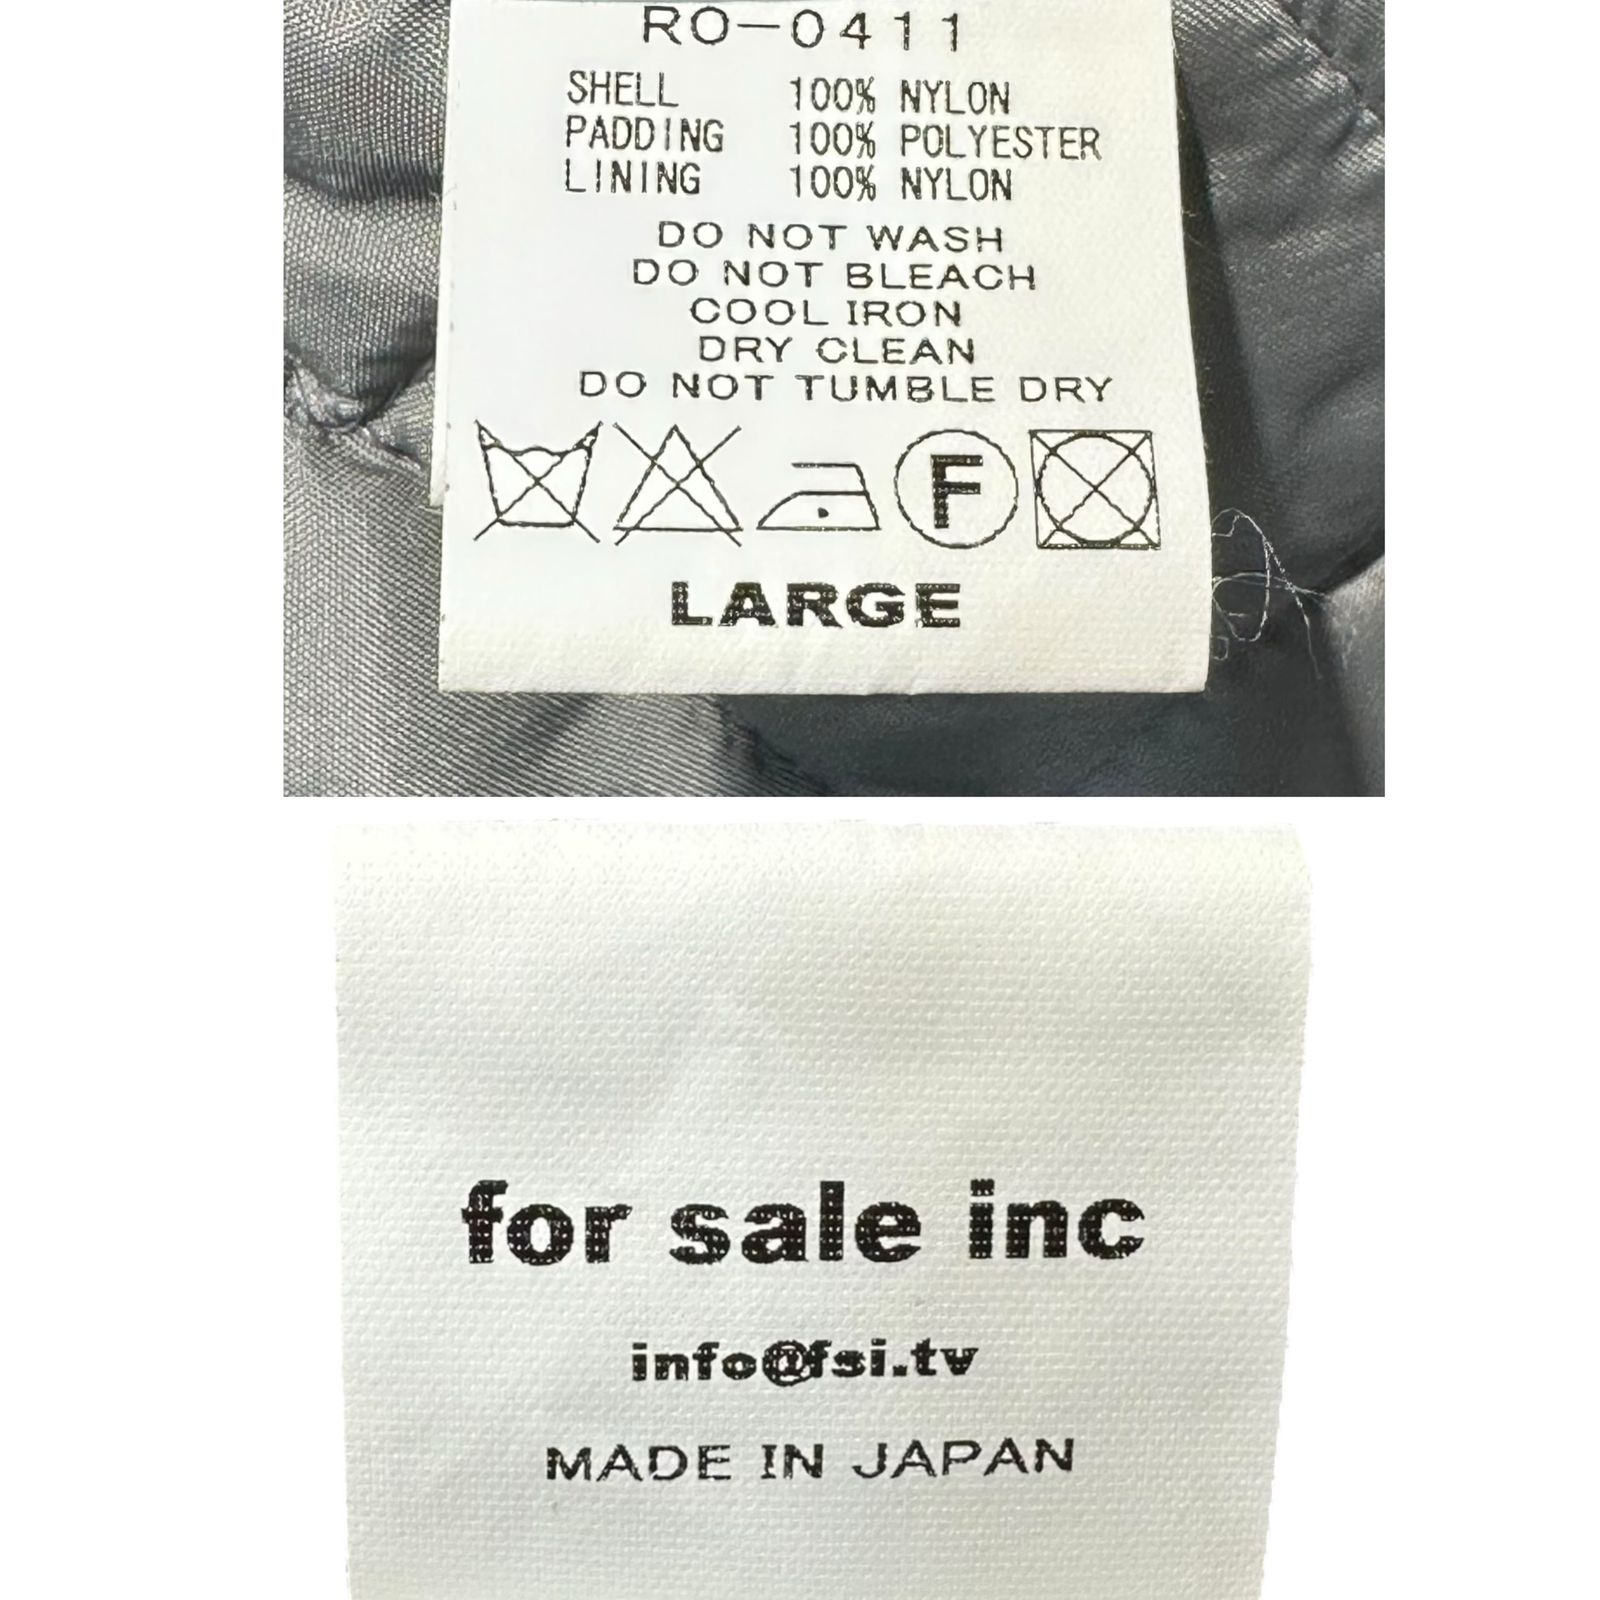 RO-0411
SHELL 100% NYLON
PADDING 100% POLYESTER
LINING 100% NYLON
DO NOT WASH
DO NOT BLEACH
COOL IRON
DRY CLEAN
DO NOT TUMBLE DRY
F
LARGE
for sale inc
info@fsi.tv
MADE IN JAPAN